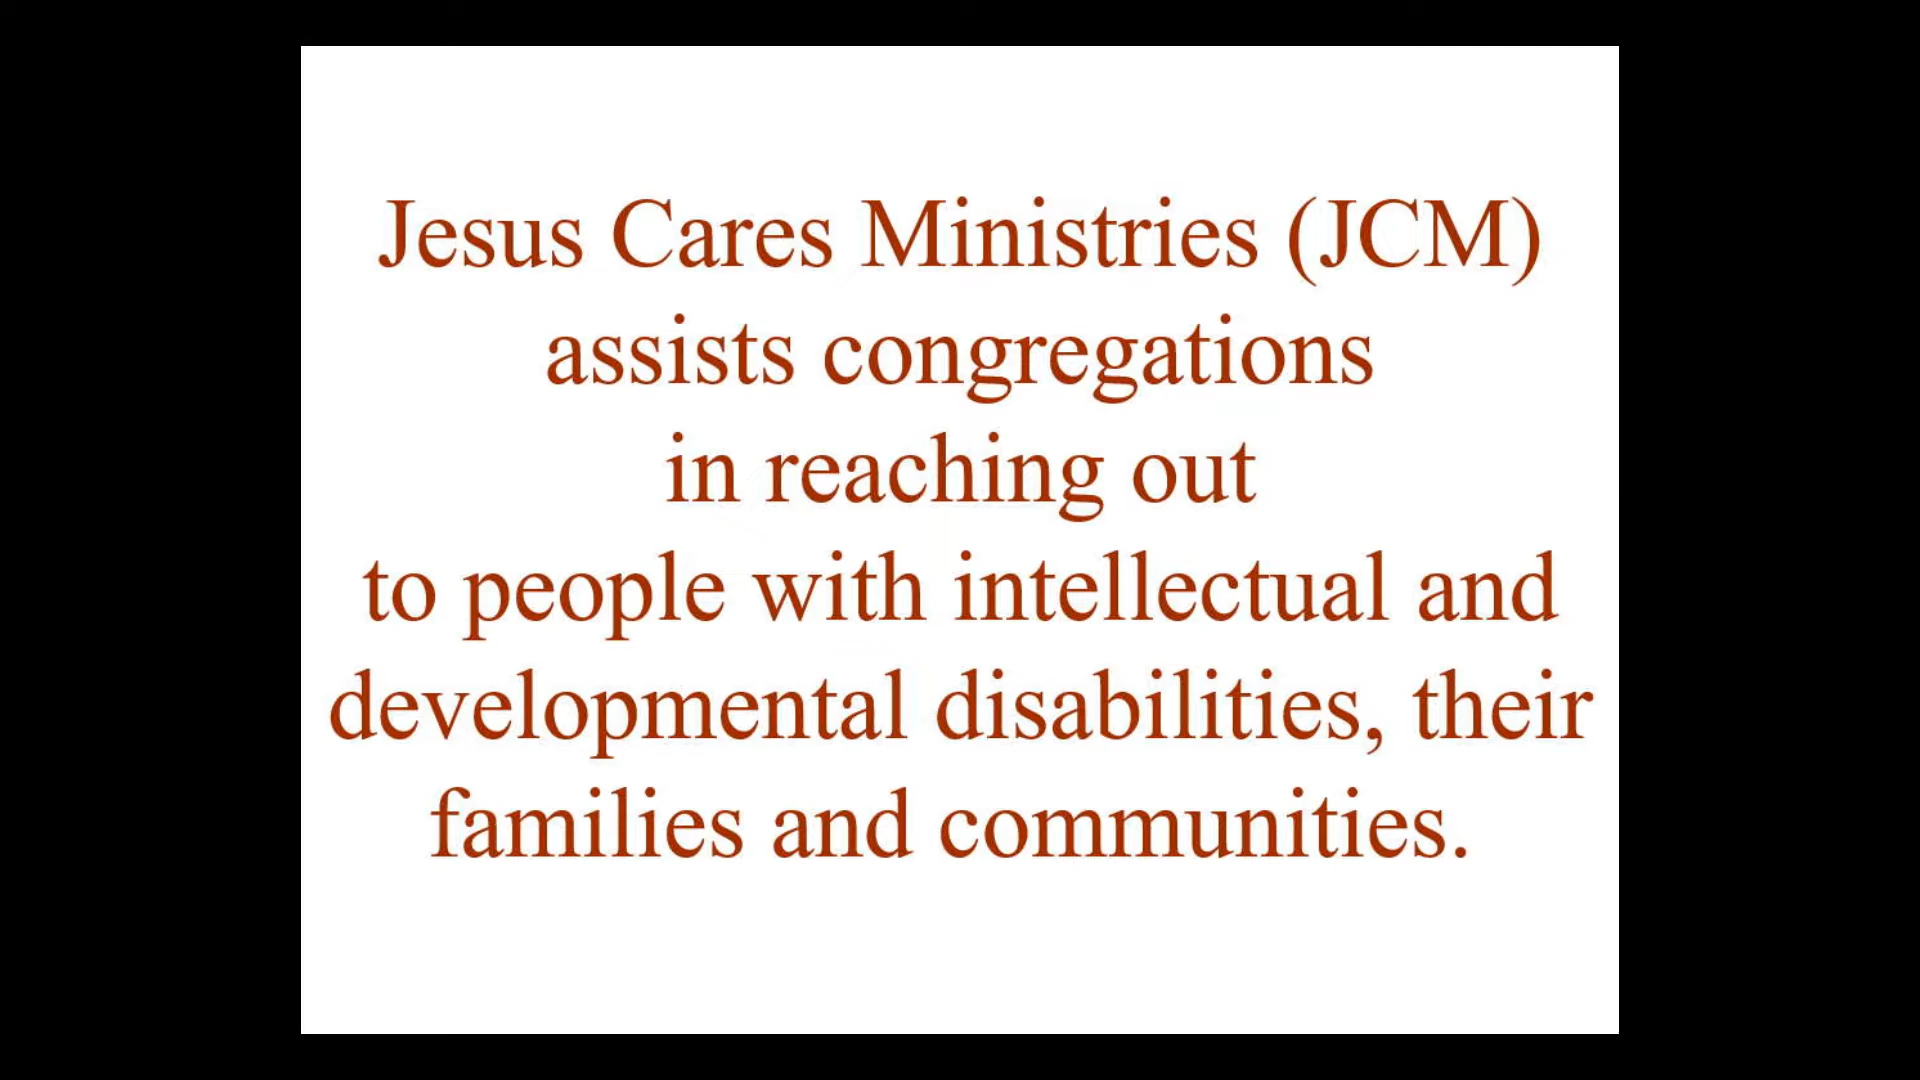 Jesus Cares Ministries (JCM)
assists congregations
in reaching out
to people with intellectual and
developmental disabilities, their
families and communities.